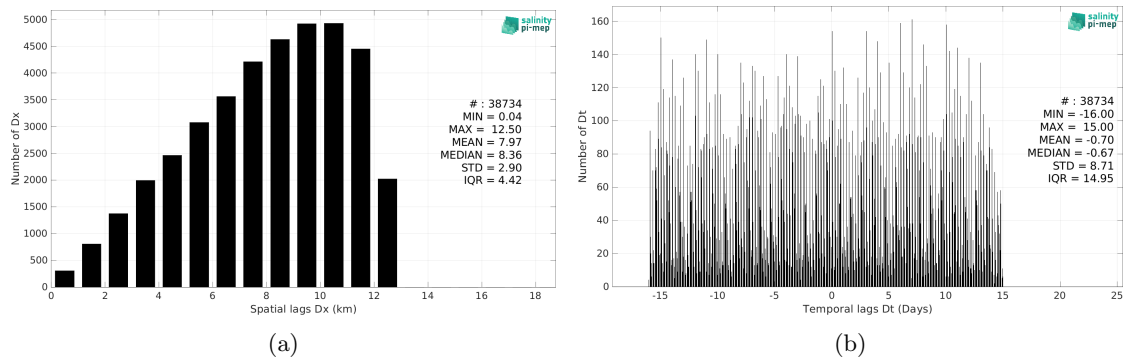 salinity
pi-mep
Number of Dx
5000
4500
4000
3500
3000
2500
2000
1500
1000
500
0
# : 38734
MIN = 0.04
MAX = 12.50
MEAN = 7.97
MEDIAN = 8.36
STD = 2.90
IQR = 4.42
0 2 4 6 8 10 12 14 16 18
Spatial lags Dx (km)
(a)
salinity
pi-mep
Number of Dt
160
140
120
100
80
60
40
20
0
# : 38734
MIN = -16.00
MAX = 15.00
MEAN = -0.70
MEDIAN = -0.67
STD = 8.71
IQR = 14.95
-15 -10 -5 0 5 10 15 20 25
Temporal lags Dt (Days)
(b)